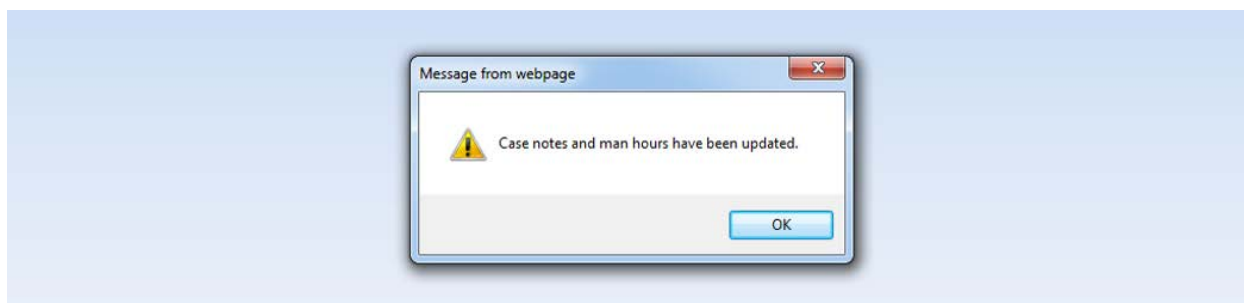 Message from webpage
Case notes and man hours have been updated.
OK